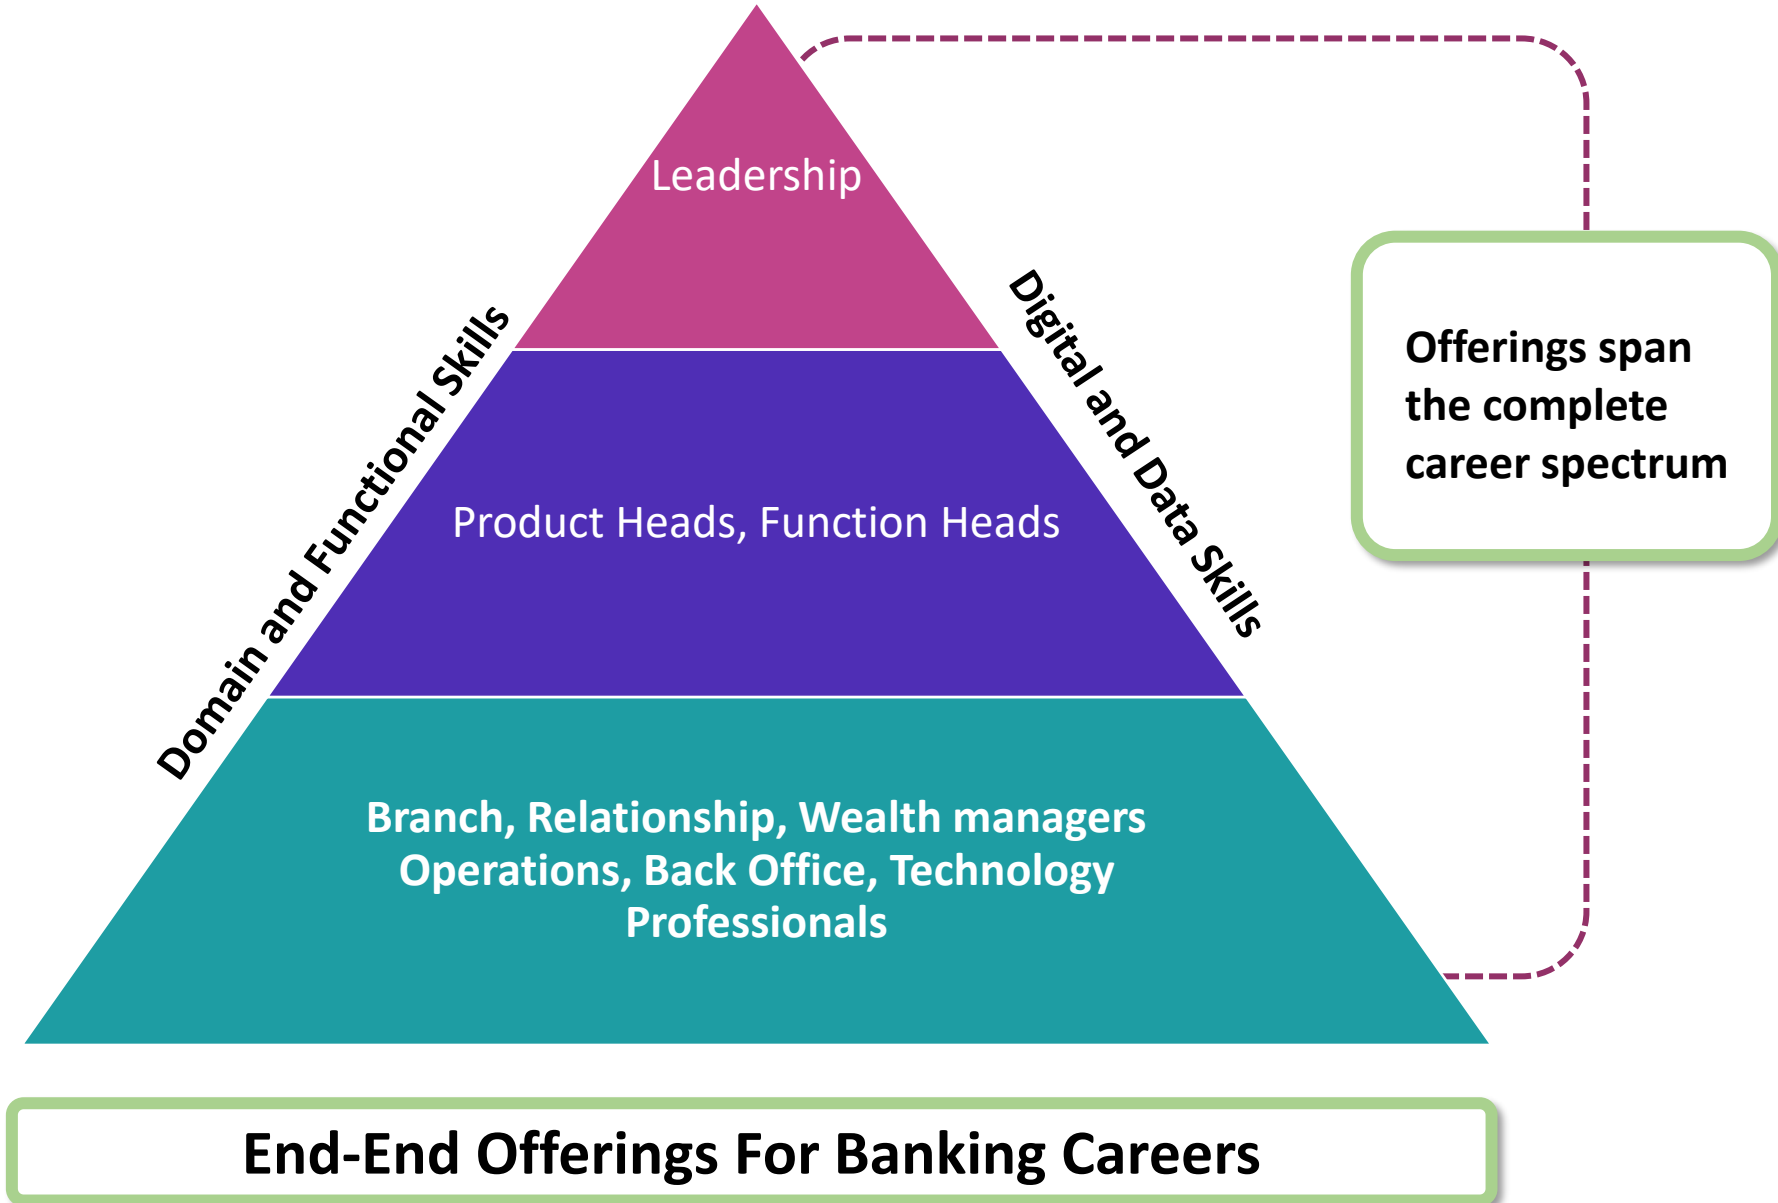 Leadership
Domain and Functional Skills
Digital and Data Skills
Product Heads, Function Heads
Branch, Relationship, Wealth managers
Operations, Back Office, Technology
Professionals
Offerings span
the complete
career spectrum
End-End Offerings For Banking Careers